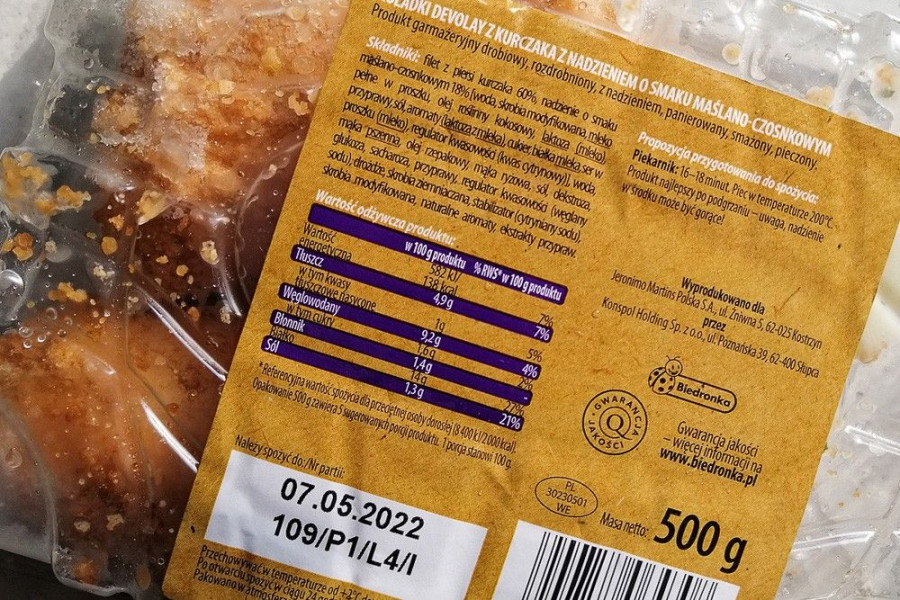 DEVOLAY Z KURCZAKA Z NADZIENIEM O SMAKU MAŚLANO-CZOSNKOWYM
Produkt garmażeryjny drobiowy, rozdrobniony, z nadzieniem, panierowany, smażony, pieczony.
Składniki: filet z piersi kurczaka 60%, nadzienie o smaku
maślano-czosnkowym 18% [woda, skrobia modyfikowana, mleko
pełne w proszku, olej roślinny kokosowy, laktoza (mleko),
przyprawy, sól, aromaty (laktoza z mleka), cukier, białka mleka, ser w
proszku (mleko), regulator kwasowości (kwas cytrynowy)], woda,
mąka pszenna, olej rzepakowy, mąka ryżowa, sól, dekstroza,
glukoza, sacharoza, przyprawy, regulator kwasowości (węglany
sodu), drożdże, skrobia ziemniaczana, stabilizator (cytryniany sodu),
skrobia modyfikowana, naturalne aromaty, ekstrakty przypraw.
Wartość odżywcza produktu:
w 100 g produktu %RWS* w 100 g produktu
Wartość
energetyczna 582 kJ
138 kcal 7%
Tłuszcz 4,9g 7%
w tym kwasy
tłuszczowe nasycone 1g 5%
Węglowodany 9,2g 4%
w tym cukry 1,6g 2%
Błonnik 1,4g
Białko 14g 27%
Sól 1,3g 21%
*Referencyjna wartość spożycia dla przeciętnej osoby dorosłej (8 400 kJ/2 000 kcal).
Opakowanie 500 g zawiera 5 sugerowanych porcji produktu. 1 porcja stanowi 100 g.
Należy spożyć do:/Nr partii:
07.05.2022
109/P1/L4/I
Przechowywać w temperaturze od +2°C
Po otwarciu spożyć w ciągu 24
Pakowano w
Propozycja przygotowania do spożycia:
Piekarnik: 16–18 minut. Piec w temperaturze 200°C.
Produkt najlepszy po podgrzaniu – uwaga, nadzienie
w środku może być gorące!
Wyprodukowano dla
Jeronimo Martins Polska S.A., ul. Żniwna 5, 62-025 Kostrzyn
przez
Konspol Holding Sp. z o.o., ul. Poznańska 39, 62-400 Słupca
Biedronka
GWARANCJA
Q
JAKOŚCI
Gwarancja jakości
– więcej informacji na
www.biedronka.pl
PL
30230501
WE
Masa netto: 500 g